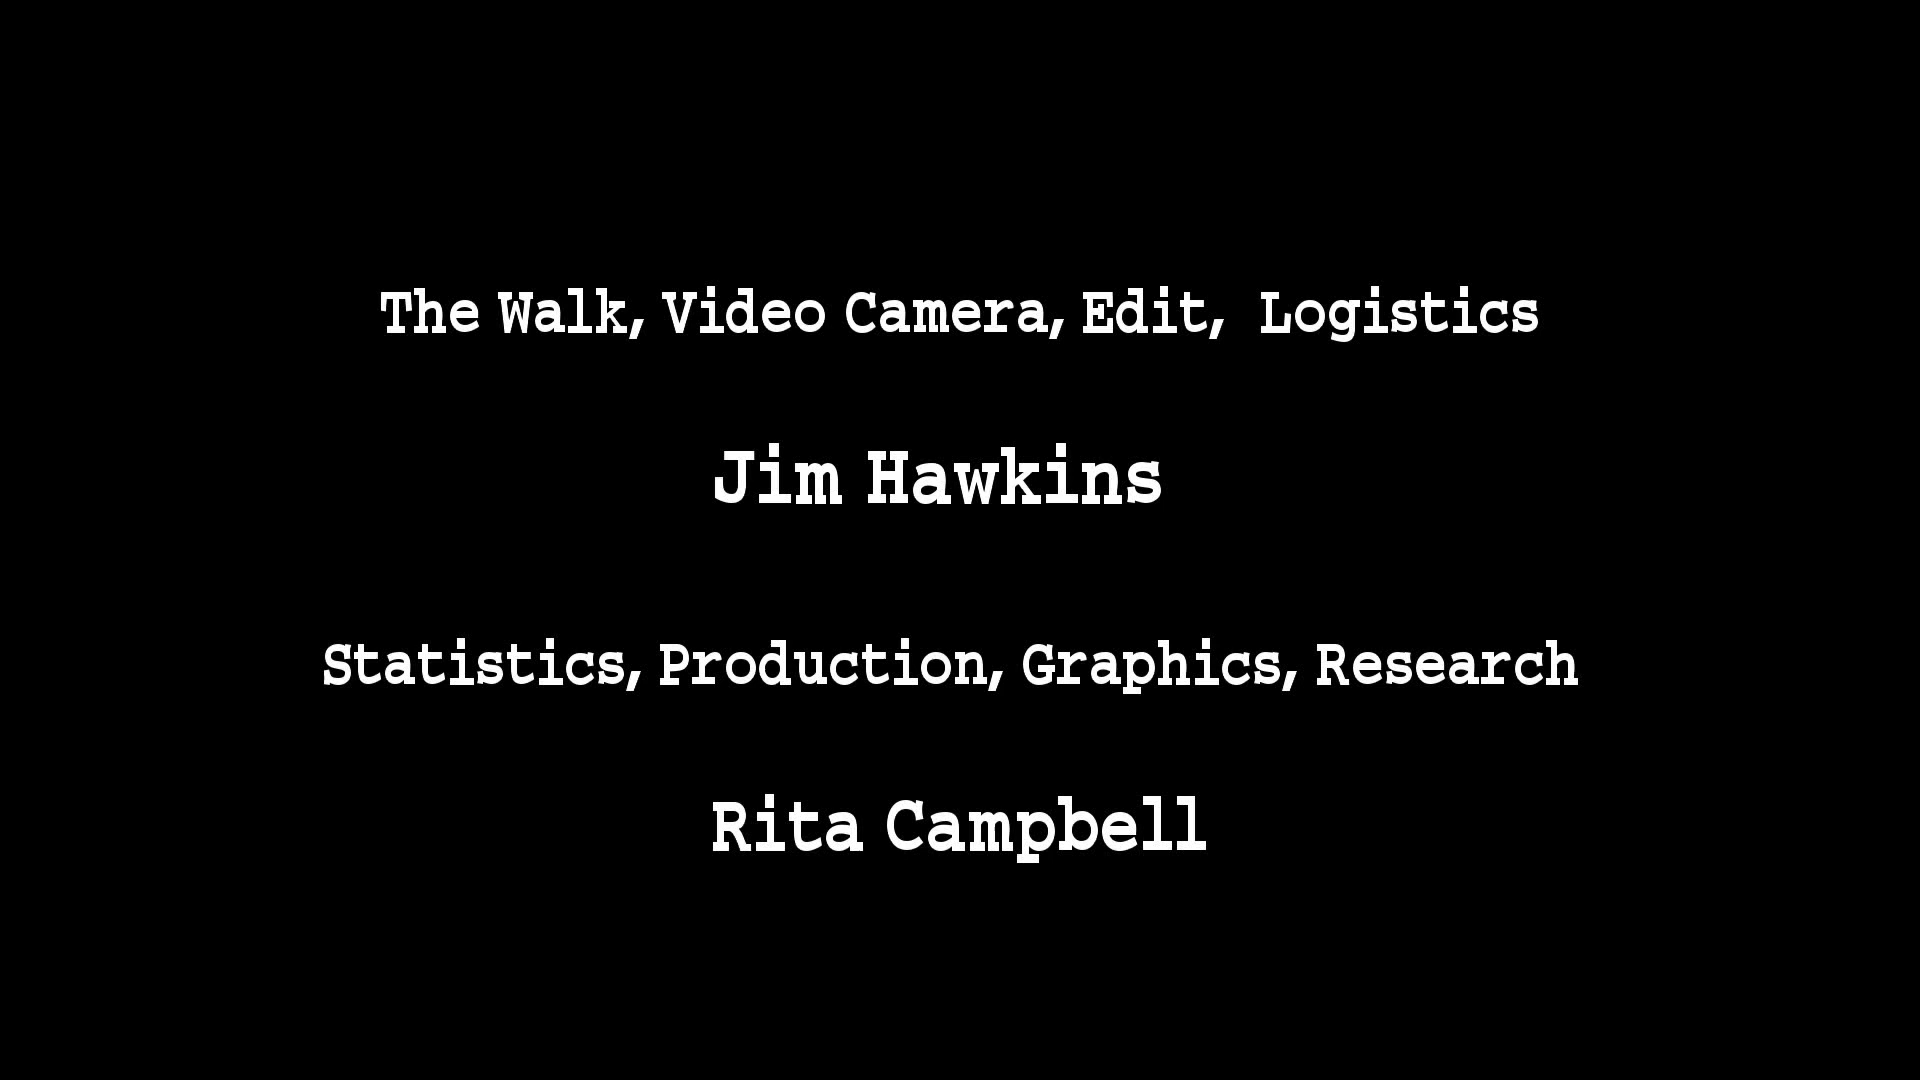 The Walk, Video Camera, Edit, Logistics
Jim Hawkins
Statistics, Production, Graphics, Research
Rita Campbell